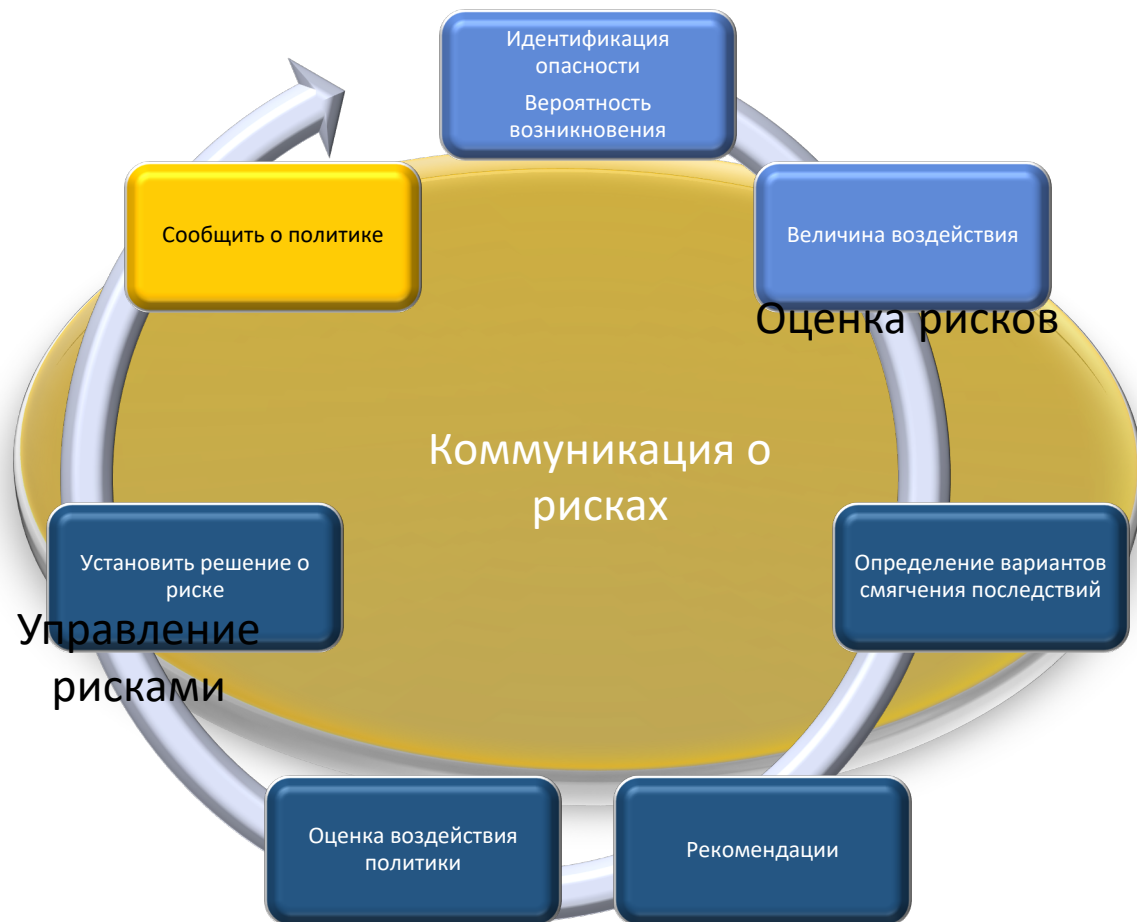 Идентификация
опасности
Вероятность
возникновения
Сообщить о политике
Величина воздействия
Оценка рисков
Коммуникация о
рисках
Установить решение о
риске
Определение вариантов
смягчения последствий
Управление
рисками
Оценка воздействия
политики
Рекомендации